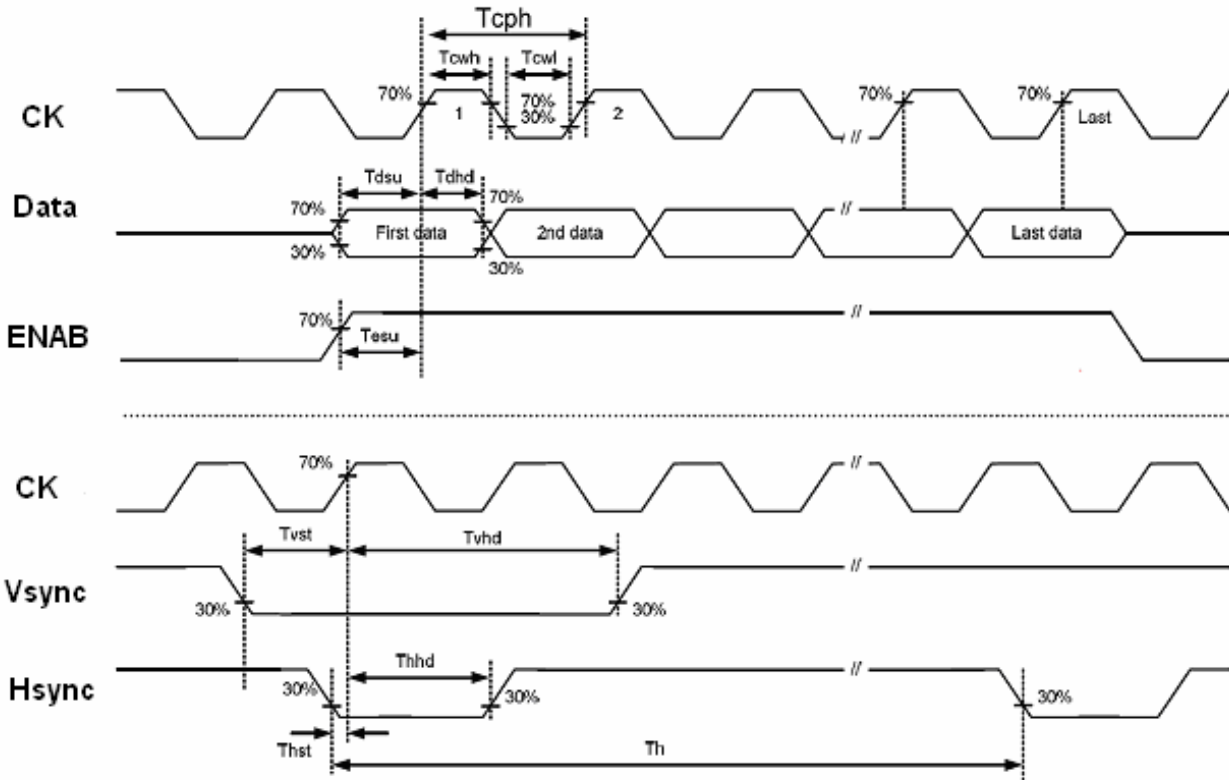 Tcph
Tcwh Tcwl
CK 70% 1 70% 30% 2 // 70% 70% Last
Tdsu Tdhd
Data 70% 30% First data 70% 30% 2nd data // Last data
ENAB 70% Tesu //
CK 70% //
Tvst Tvhd
Vsync 30% 30% //
Hsync 30% Thhd 30% // 30%
Thst Th